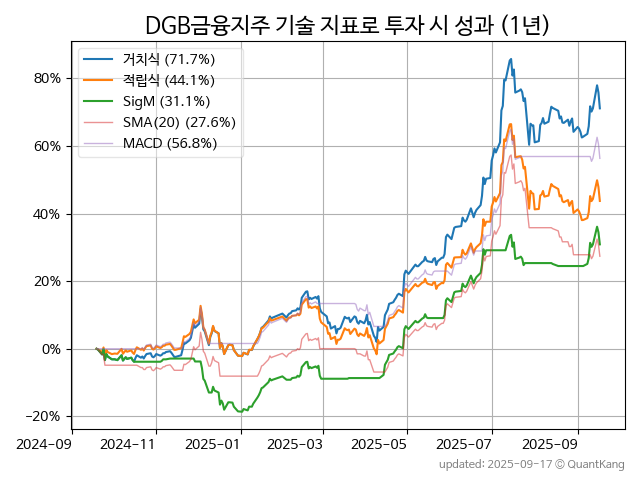 DGB금융지주 기술 지표로 투자 시 성과 (1년)
거치식 (71.7%)
적립식 (44.1%)
SigM (31.1%)
SMA(20) (27.6%)
MACD (56.8%)
80%
60%
40%
20%
0%
−20%
2024-09 2024-11 2025-01 2025-03 2025-05 2025-07 2025-09
updated: 2025-09-17 © QuantKang